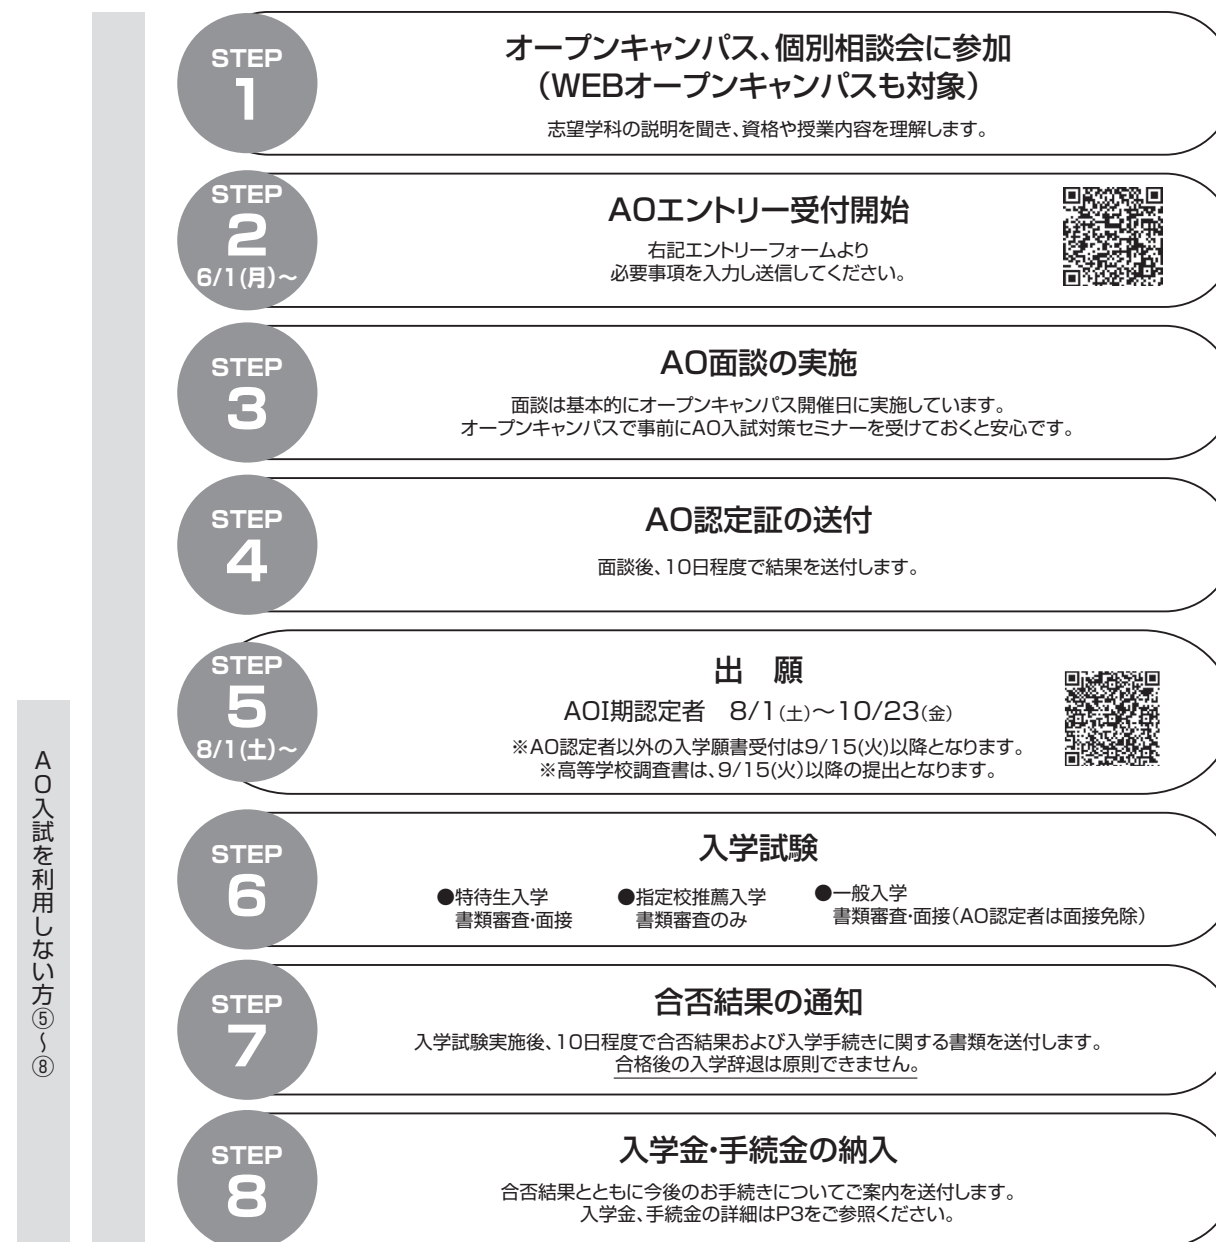 STEP
1
オープンキャンパス、個別相談会に参加
(WEBオープンキャンパスも対象)
志望学科の説明を聞き、資格や授業内容を理解します。
STEP
2
6/1(月)～
AOエントリー受付開始
右記エントリーフォームより
必要事項を入力し送信してください。
STEP
3
AO面談の実施
面談は基本的にオープンキャンパス開催日に実施しています。
オープンキャンパスで事前にAO入試対策セミナーを受けておくと安心です。
STEP
4
AO認定証の送付
面談後、10日程度で結果を送付します。
STEP
5
8/1(土)～
出　願
AOI期認定者　8/1(土)～10/23(金)
※AO認定者以外の入学願書受付は9/15(火)以降となります。
※高等学校調査書は、9/15(火)以降の提出となります。
STEP
6
入学試験
●特待生入学
書類審査・面接
●指定校推薦入学
書類審査のみ
●一般入学
書類審査・面接(AO認定者は面接免除)
STEP
7
合否結果の通知
入学試験実施後、10日程度で合否結果および入学手続きに関する書類を送付します。
合格後の入学辞退は原則できません。
STEP
8
入学金・手続金の納入
合否結果とともに今後のお手続きについてご案内を送付します。
入学金、手続金の詳細はP3をご参照ください。
AO入試を利用しない方⑤～⑧